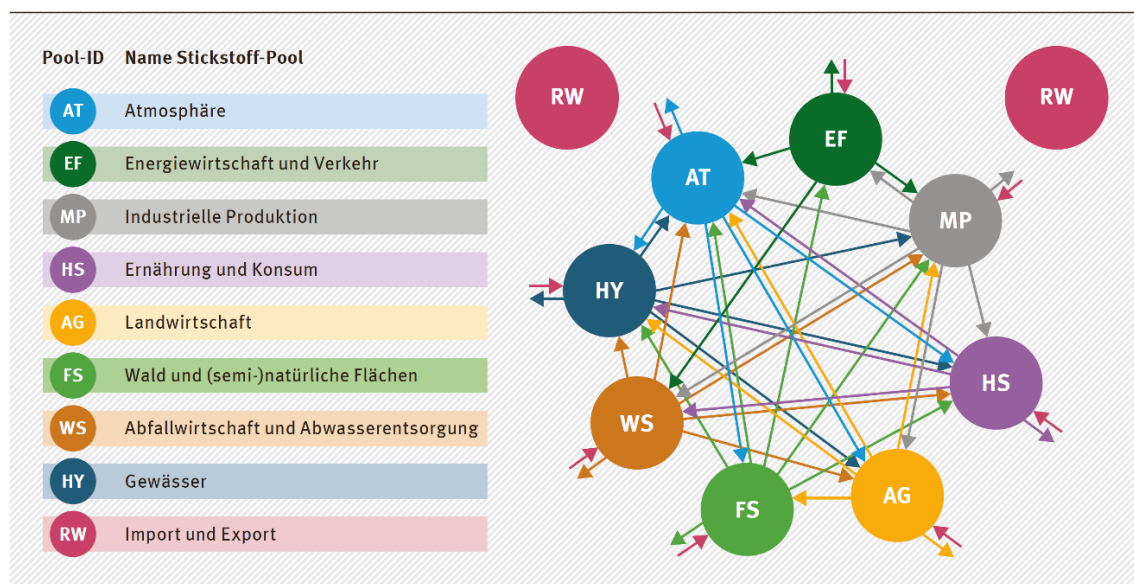 Pool-ID Name Stickstoff-Pool
AT Atmosphäre
EF Energiewirtschaft und Verkehr
MP Industrielle Produktion
HS Ernährung und Konsum
AG Landwirtschaft
FS Wald und (semi-)natürliche Flächen
WS Abfallwirtschaft und Abwasserentsorgung
HY Gewässer
RW Import und Export
RW
RW
EF
AT
MP
HY
HS
WS
AG
FS